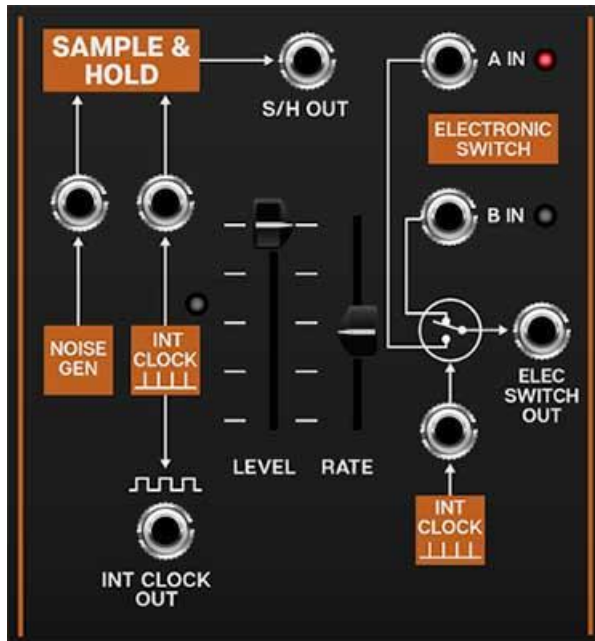 SAMPLE &
HOLD
S/H OUT
A IN
ELECTRONIC
SWITCH
B IN
NOISE
GEN
INT
CLOCK
ELEC
SWITCH
OUT
LEVEL
RATE
INT
CLOCK
INT CLOCK
OUT